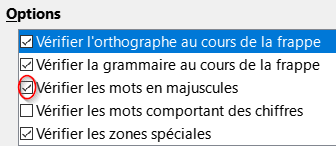 Options
Vérifier l'orthographe au cours de la frappe
Vérifier la grammaire au cours de la frappe
Vérifier les mots en majuscules
Vérifier les mots comportant des chiffres
Vérifier les zones spéciales